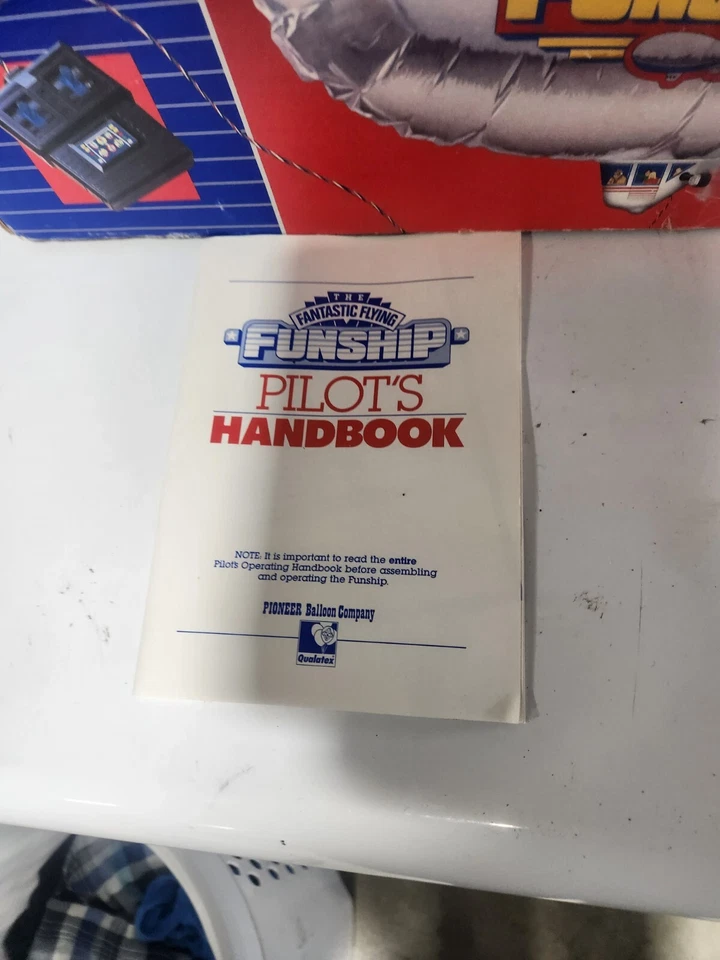 THE
FANTASTIC FLYING
FUNSHIP
PILOT'S
HANDBOOK
NOTE: It is important to read the entire
Pilot's Operating Handbook before assembling
and operating the Funship.
PIONEER Balloon Company
Qualatex